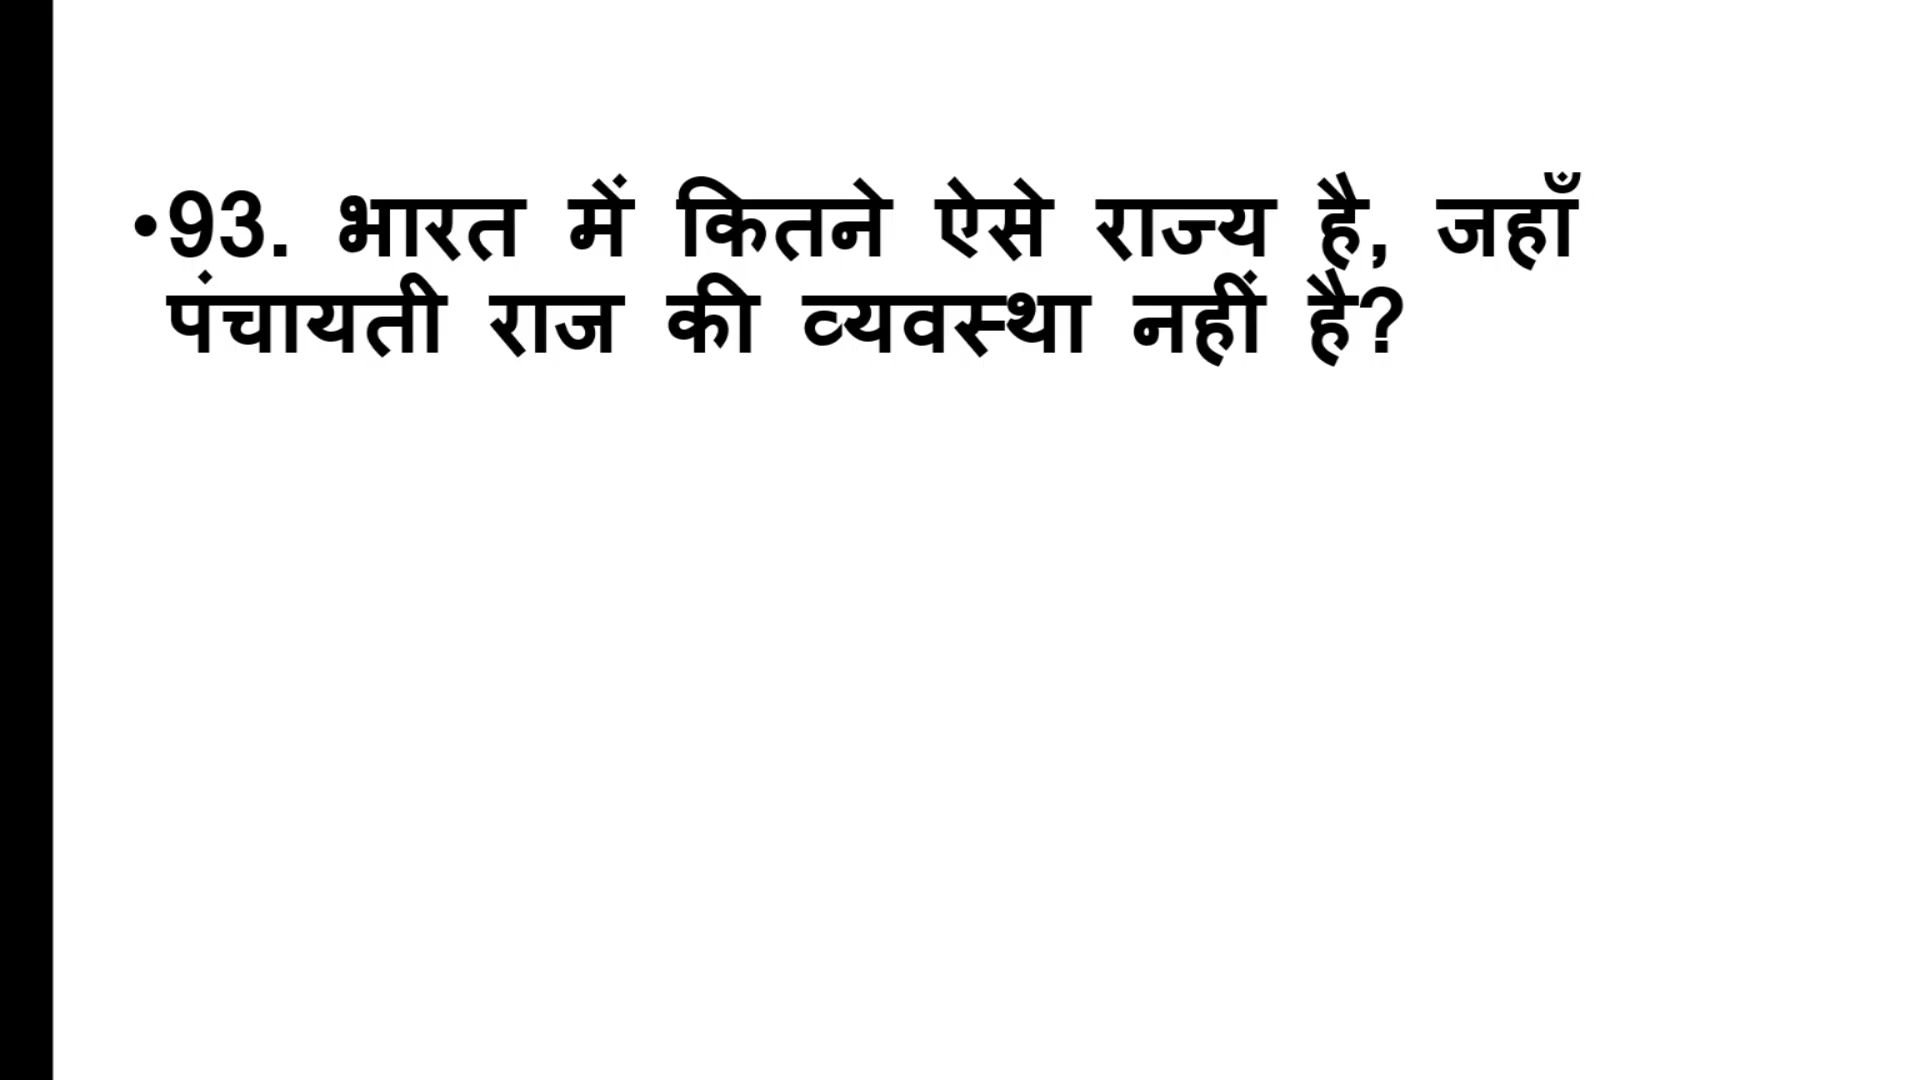 •93. भारत में कितने ऐसे राज्य है, जहाँ
पंचायती राज की व्यवस्था नहीं है?